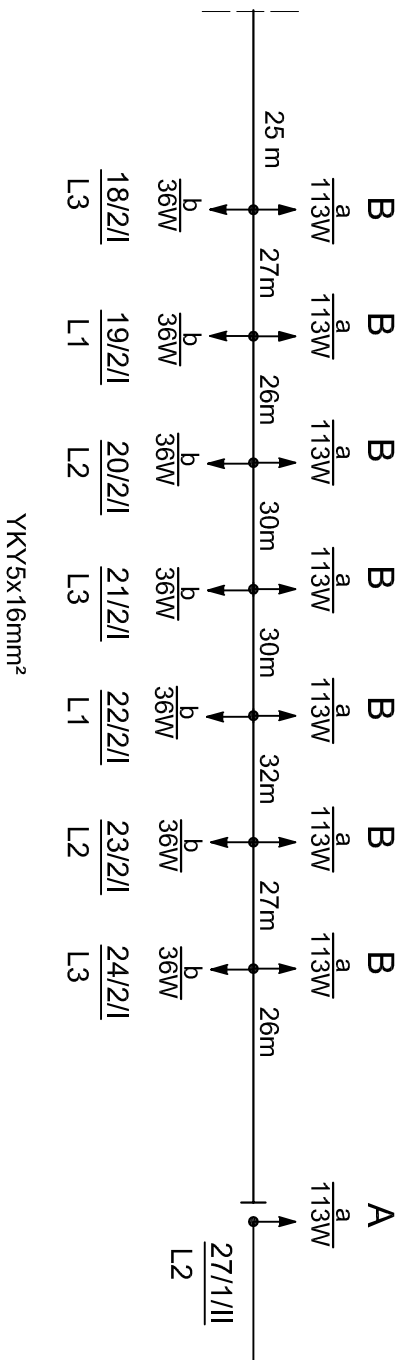 B B B B B B B A
a a a a a a a a
113W 113W 113W 113W 113W 113W 113W 113W
25 m 27m 26m 30m 30m 32m 27m 26m
b b b b b b b
36W 36W 36W 36W 36W 36W 36W
18/2/I 19/2/I 20/2/I 21/2/I 22/2/I 23/2/I 24/2/I
L3 L1 L2 L3 L1 L2 L3
27/1/II
L2
YKY5x16mm²